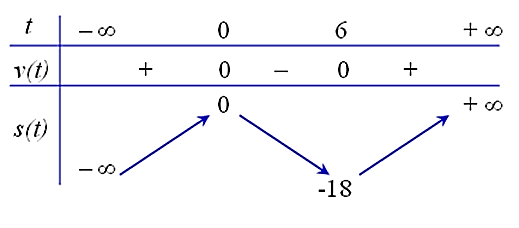 t – ∞ 0 6 + ∞
v(t) + 0 – 0 +
0 + ∞
s(t)
– ∞
-18